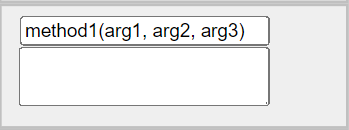 method1(arg1, arg2, arg3)